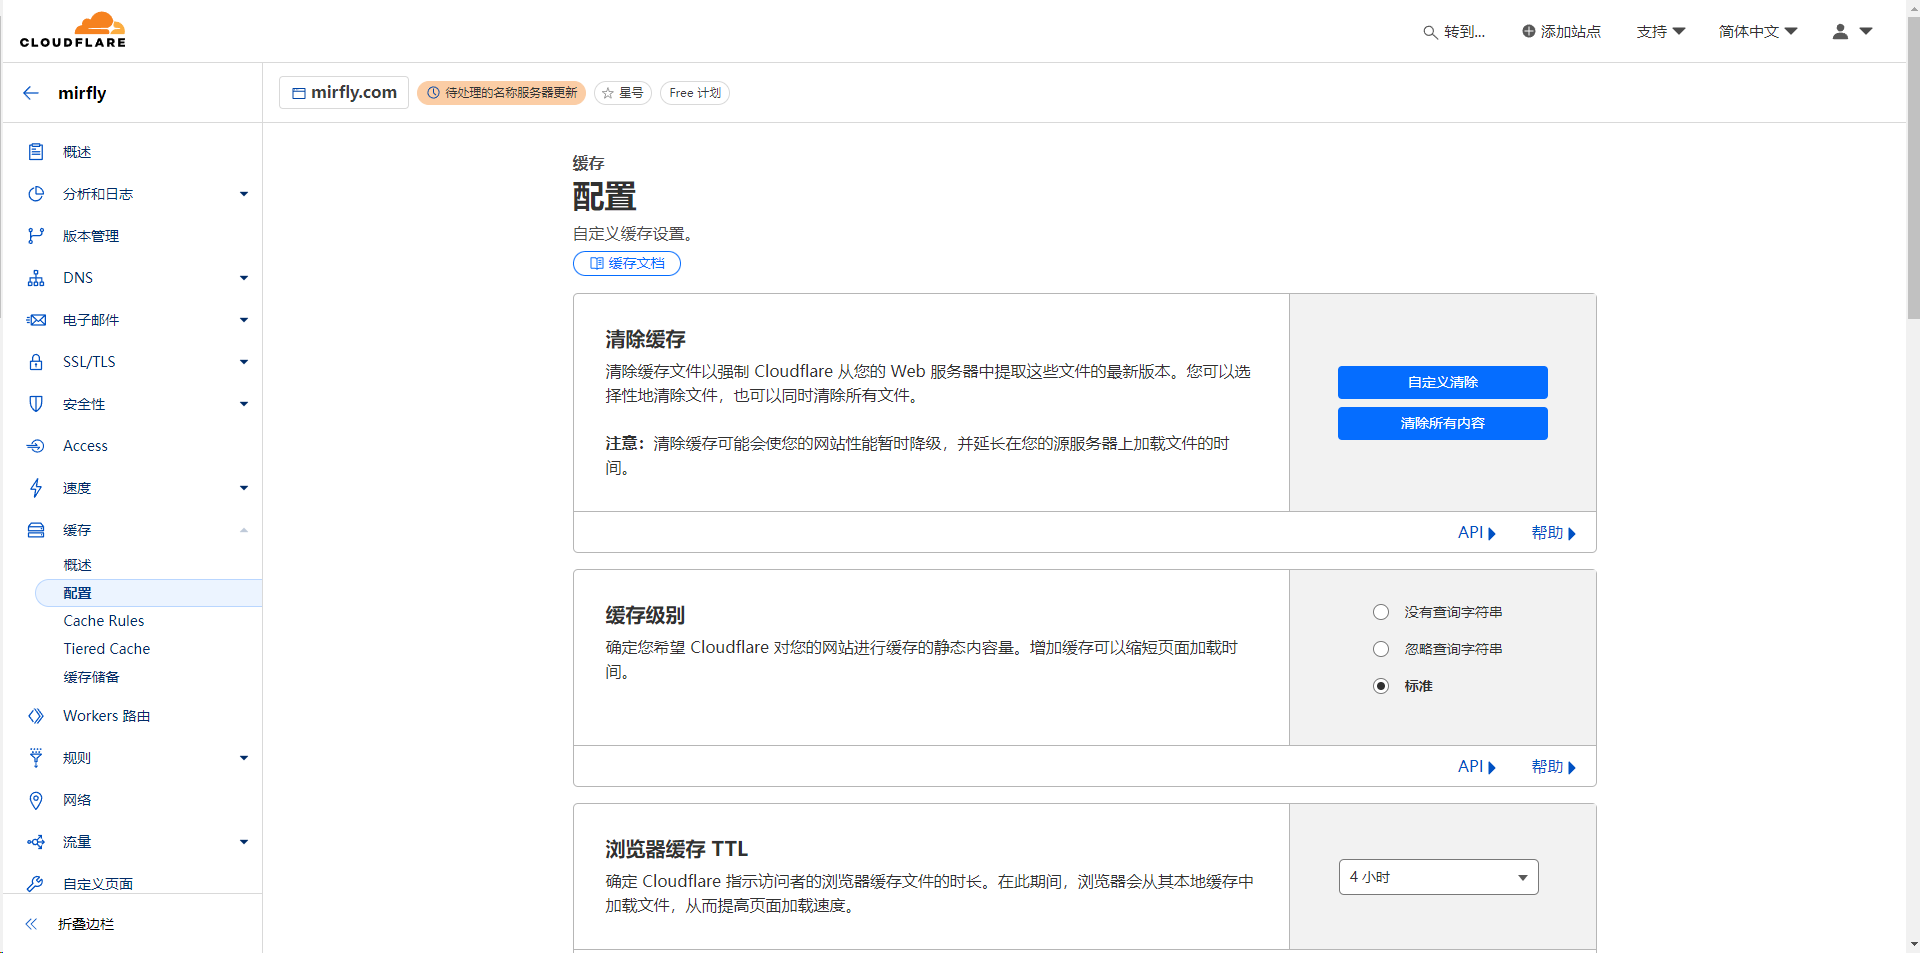 CLOUDFLARE
转到...
添加站点
支持
简体中文
mirfly
mirfly.com
待处理的名称服务器更新
星号
Free 计划
概述
分析和日志
版本管理
DNS
电子邮件
SSL/TLS
安全性
Access
速度
缓存
概述
配置
Cache Rules
Tiered Cache
缓存储备
Workers 路由
规则
网络
流量
自定义页面
折叠边栏
缓存
配置
自定义缓存设置。
缓存文档
清除缓存
清除缓存文件以强制 Cloudflare 从您的 Web 服务器中提取这些文件的最新版本。您可以选
择性地清除文件，也可以同时清除所有文件。
注意：清除缓存可能会使您的网站性能暂时降级，并延长在您的源服务器上加载文件的时
间。
自定义清除
清除所有内容
API
帮助
缓存级别
确定您希望 Cloudflare 对您的网站进行缓存的静态内容量。增加缓存可以缩短页面加载时
间。
没有查询字符串
忽略查询字符串
标准
API
帮助
浏览器缓存 TTL
确定 Cloudflare 指示访问者的浏览器缓存文件的时长。在此期间，浏览器会从其本地缓存中
加载文件，从而提高页面加载速度。
4 小时